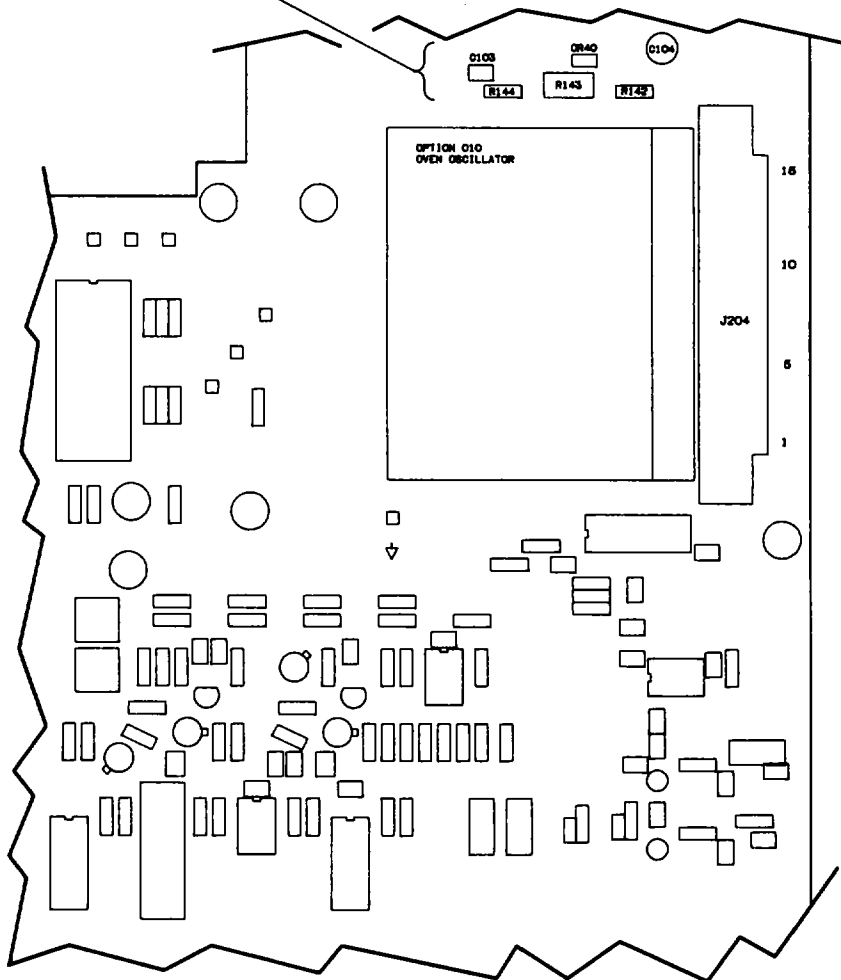 C103
CR40
C104
R144
R143
R142
OPTION 010
OVEN OSCILLATOR
15
10
J204
5
1